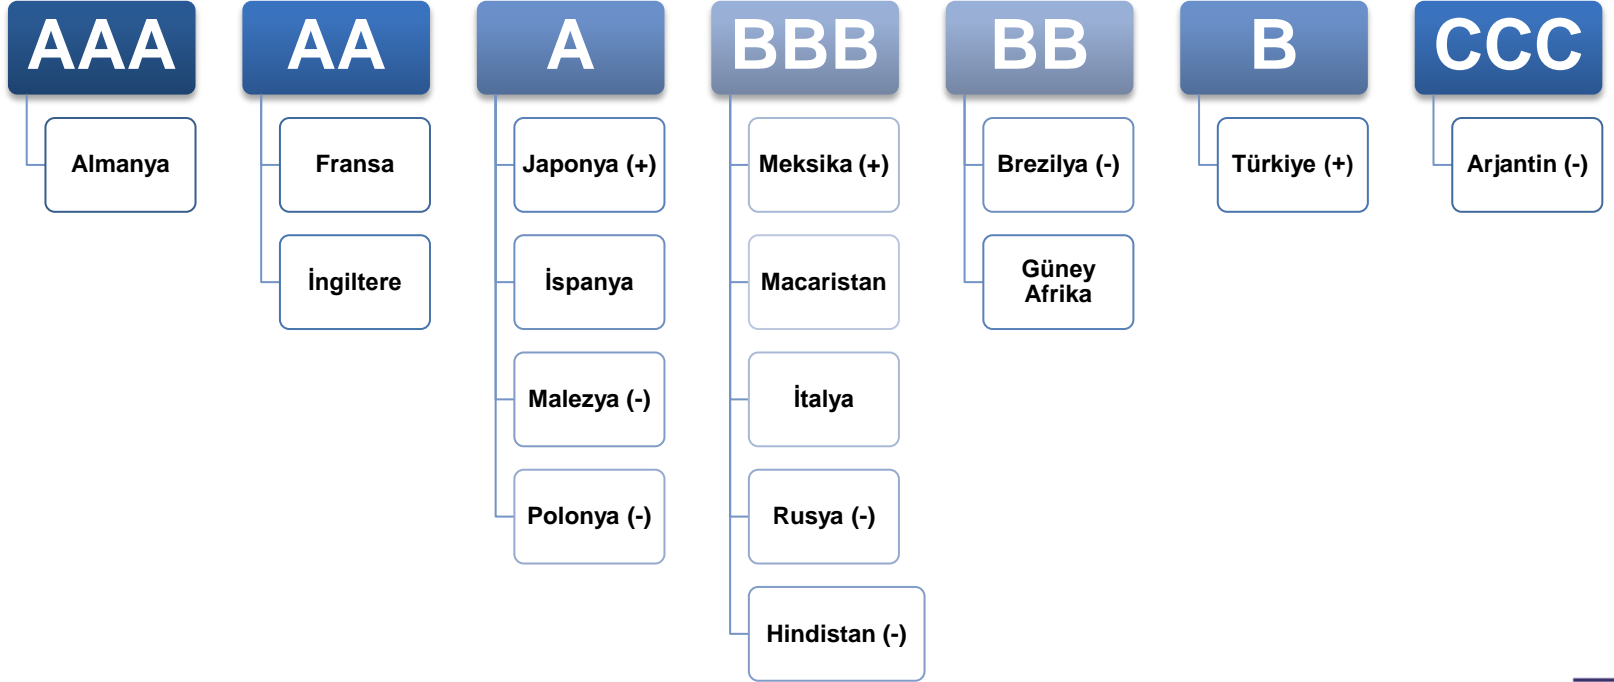 AAA
Almanya
AA
Fransa
İngiltere
A
Japonya (+)
İspanya
Malezya (-)
Polonya (-)
BBB
Meksika (+)
Macaristan
İtalya
Rusya (-)
Hindistan (-)
BB
Brezilya (-)
Güney
Afrika
B
Türkiye (+)
CCC
Arjantin (-)